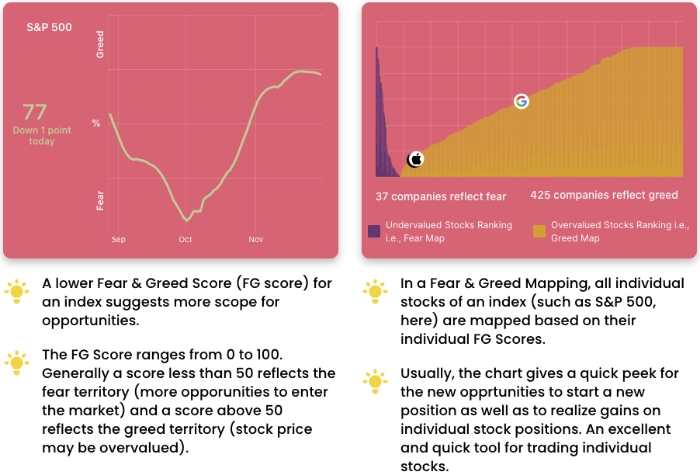 S&P 500
Greed
77
Down 1 point
today
%
Fear
Sep
Oct
Nov
37 companies reflect fear
425 companies reflect greed
Undervalued Stocks Ranking
i.e., Fear Map
Overvalued Stocks Ranking i.e.,
Greed Map
A lower Fear & Greed Score (FG score) for
an index suggests more scope for
opportunities.
The FG Score ranges from 0 to 100.
Generally a score less than 50 reflects the
fear territory (more opporunities to enter
the market) and a score above 50
reflects the greed territory (stock price
may be overvalued).
In a Fear & Greed Mapping, all individual
stocks of an index (such as S&P 500,
here) are mapped based on their
individual FG Scores.
Usually, the chart gives a quick peek for
the new opprtunities to start a new
position as well as to realize gains on
individual stock positions. An excellent
and quick tool for trading individual
stocks.